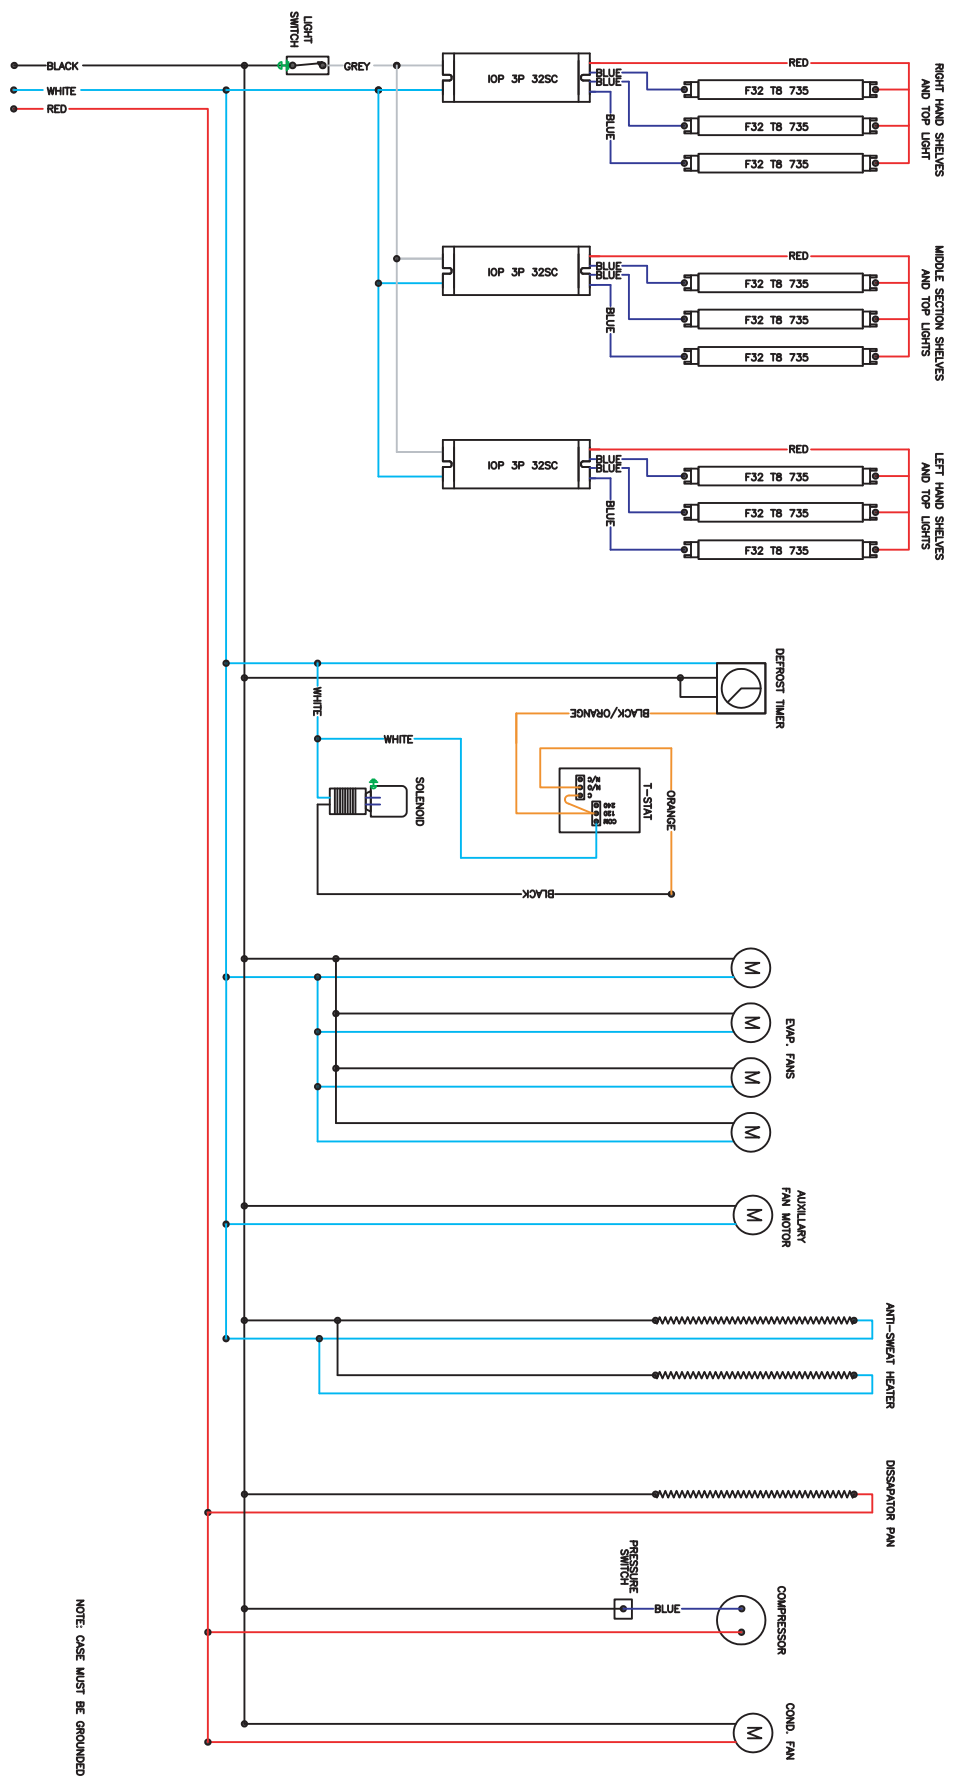 LIGHT
SWITCH
BLACK
GREY
WHITE
RED
IOP 3P 32SC
RED
BLUE
BLUE
BLUE
F32 T8 735
F32 T8 735
F32 T8 735
RIGHT HAND SHELVES
AND TOP LIGHT
IOP 3P 32SC
RED
BLUE
BLUE
BLUE
F32 T8 735
F32 T8 735
F32 T8 735
MIDDLE SECTION SHELVES
AND TOP LIGHTS
IOP 3P 32SC
RED
BLUE
BLUE
BLUE
F32 T8 735
F32 T8 735
F32 T8 735
LEFT HAND SHELVES
AND TOP LIGHTS
DEFROST TIMER
WHITE
BLACK/ORANGE
WHITE
SOLENOID
N/C
N/O
C
240
120
COM
T-STAT
ORANGE
BLACK
M
M
M
M
EVAP. FANS
M
AUXILLARY
FAN MOTOR
ANTI-SWEAT HEATER
DISSAPATOR PAN
PRESSURE
SWITCH
BLUE
COMPRESSOR
M
COND. FAN
NOTE: CASE MUST BE GROUNDED